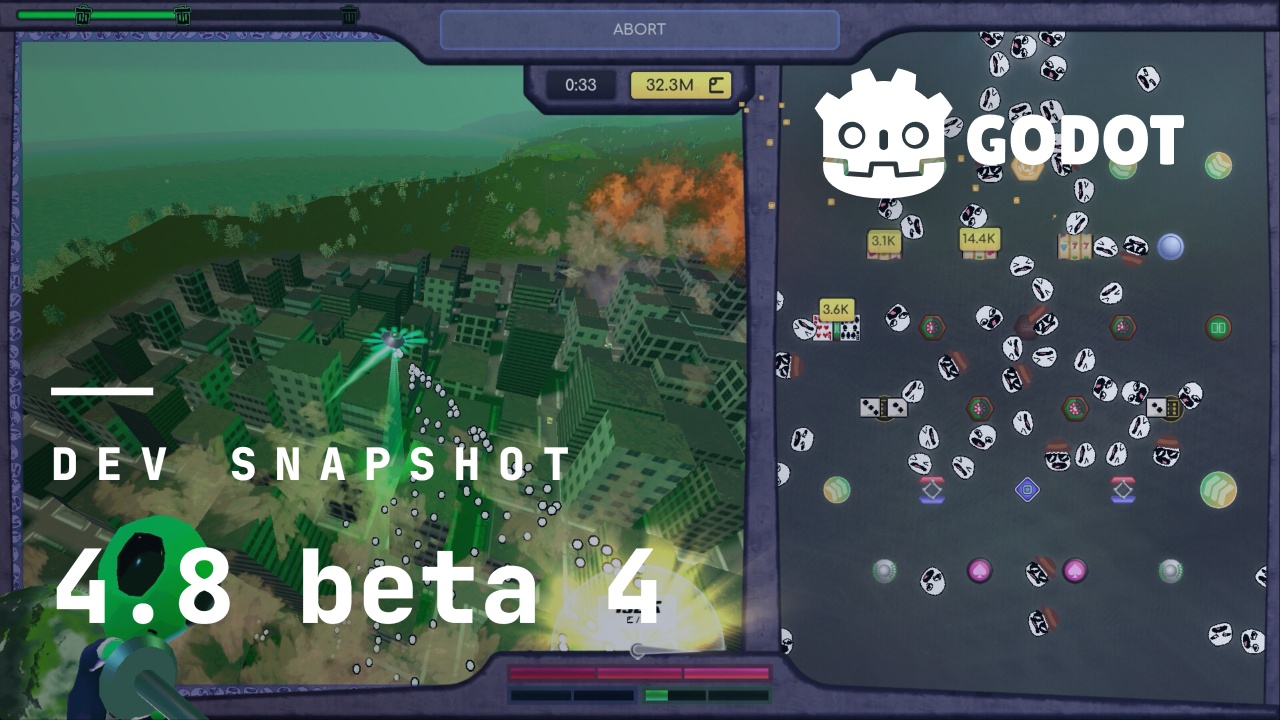 ABORT
0:33
32.3M
GODOT
3.1K
14.4K
3.6K
DEV SNAPSHOT
4.8 beta 4